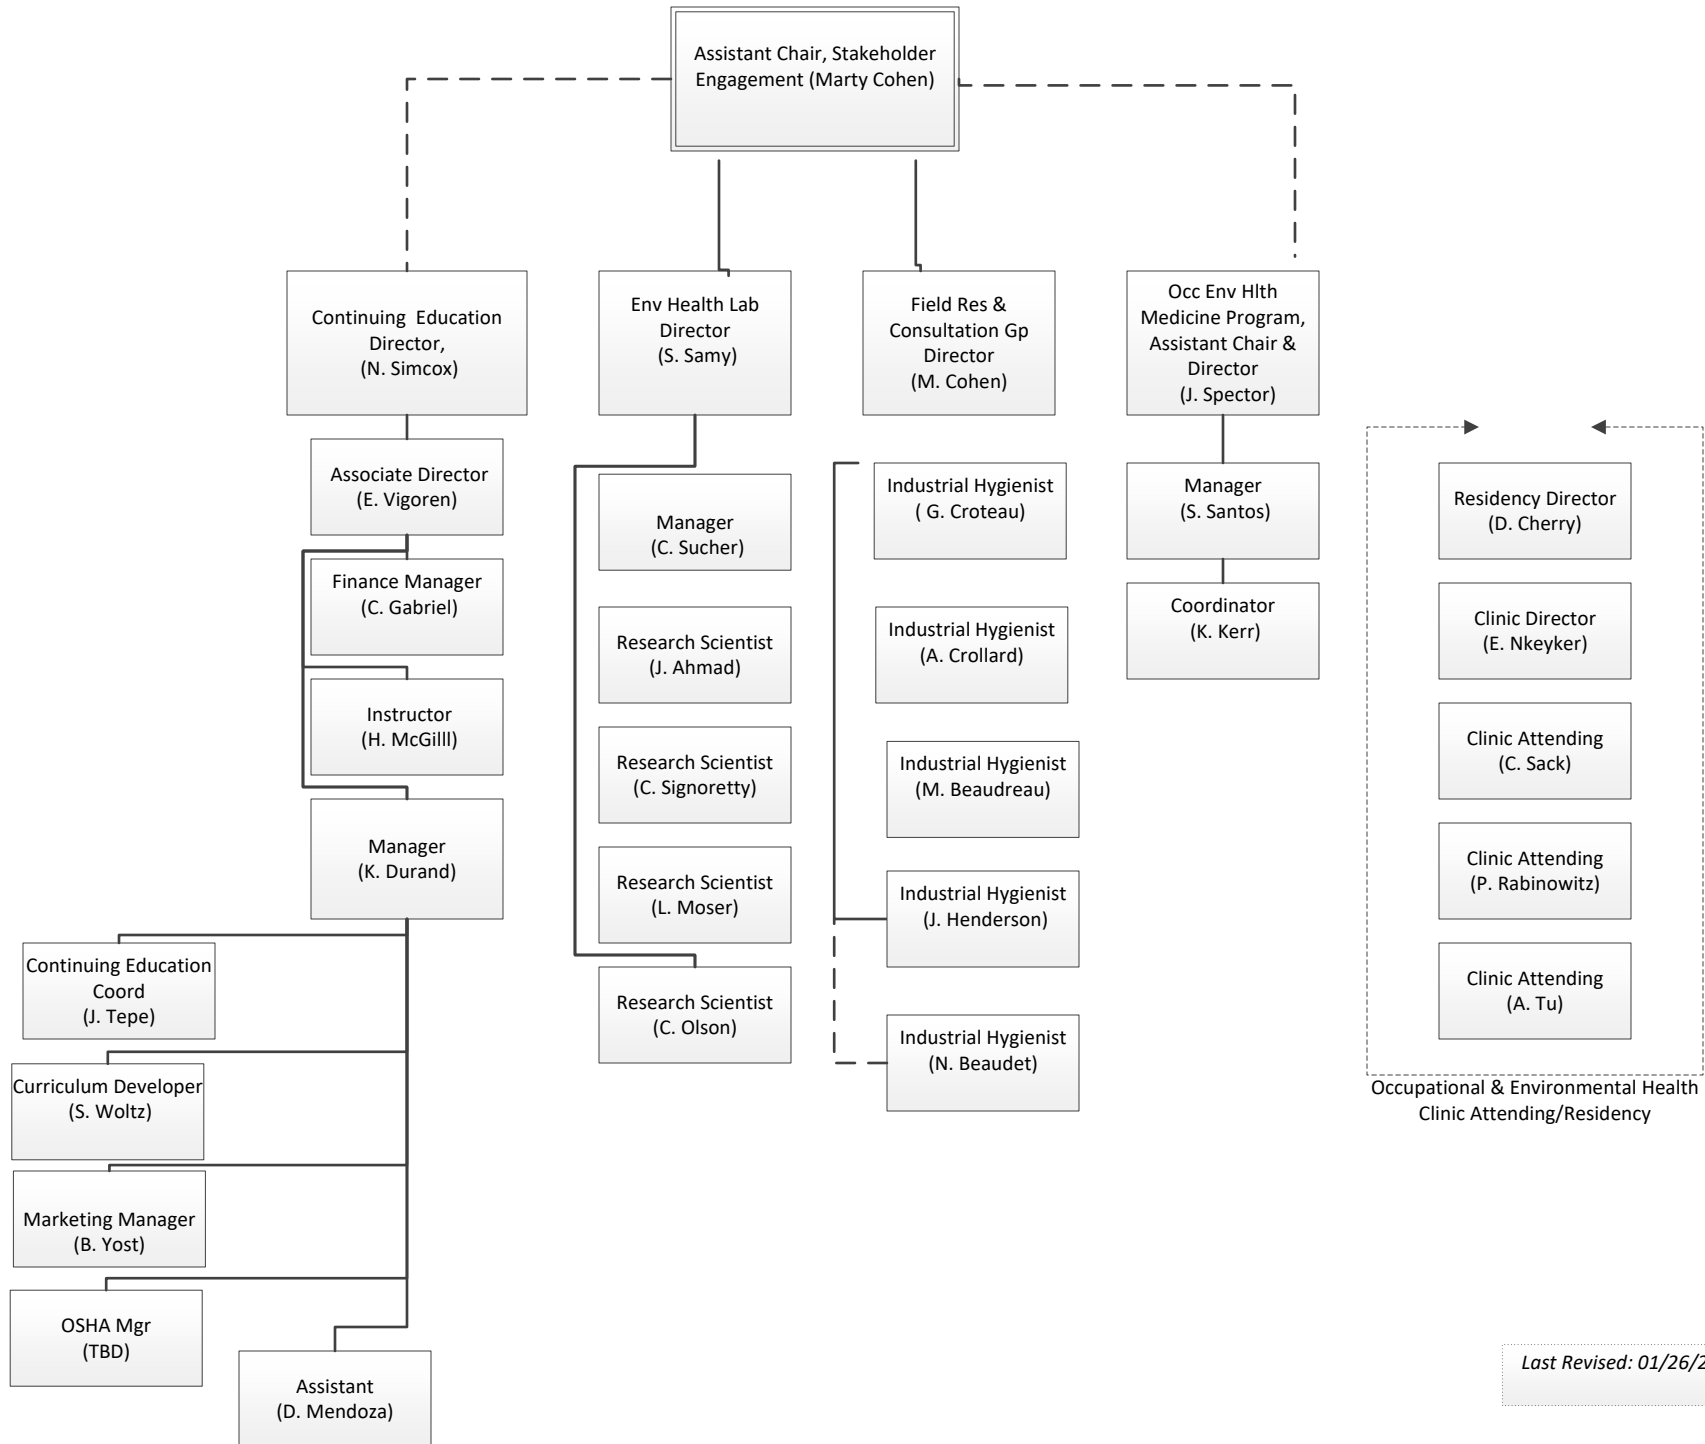 Assistant Chair, Stakeholder
Engagement (Marty Cohen)
Continuing Education
Director,
(N. Simcox)
Env Health Lab
Director
(S. Samy)
Field Res &
Consultation Gp
Director
(M. Cohen)
Occ Env Hlth
Medicine Program,
Assistant Chair &
Director
(J. Spector)
Associate Director
(E. Vigoren)
Finance Manager
(C. Gabriel)
Instructor
(H. McGilll)
Manager
(K. Durand)
Continuing Education
Coord
(J. Tepe)
Curriculum Developer
(S. Woltz)
Marketing Manager
(B. Yost)
OSHA Mgr
(TBD)
Assistant
(D. Mendoza)
Manager
(C. Sucher)
Research Scientist
(J. Ahmad)
Research Scientist
(C. Signoretty)
Research Scientist
(L. Moser)
Research Scientist
(C. Olson)
Industrial Hygienist
( G. Croteau)
Industrial Hygienist
(A. Crollard)
Industrial Hygienist
(M. Beaudreau)
Industrial Hygienist
(J. Henderson)
Industrial Hygienist
(N. Beaudet)
Manager
(S. Santos)
Coordinator
(K. Kerr)
Residency Director
(D. Cherry)
Clinic Director
(E. Nkeyker)
Clinic Attending
(C. Sack)
Clinic Attending
(P. Rabinowitz)
Clinic Attending
(A. Tu)
Occupational & Environmental Health
Clinic Attending/Residency
Last Revised: 01/26/2